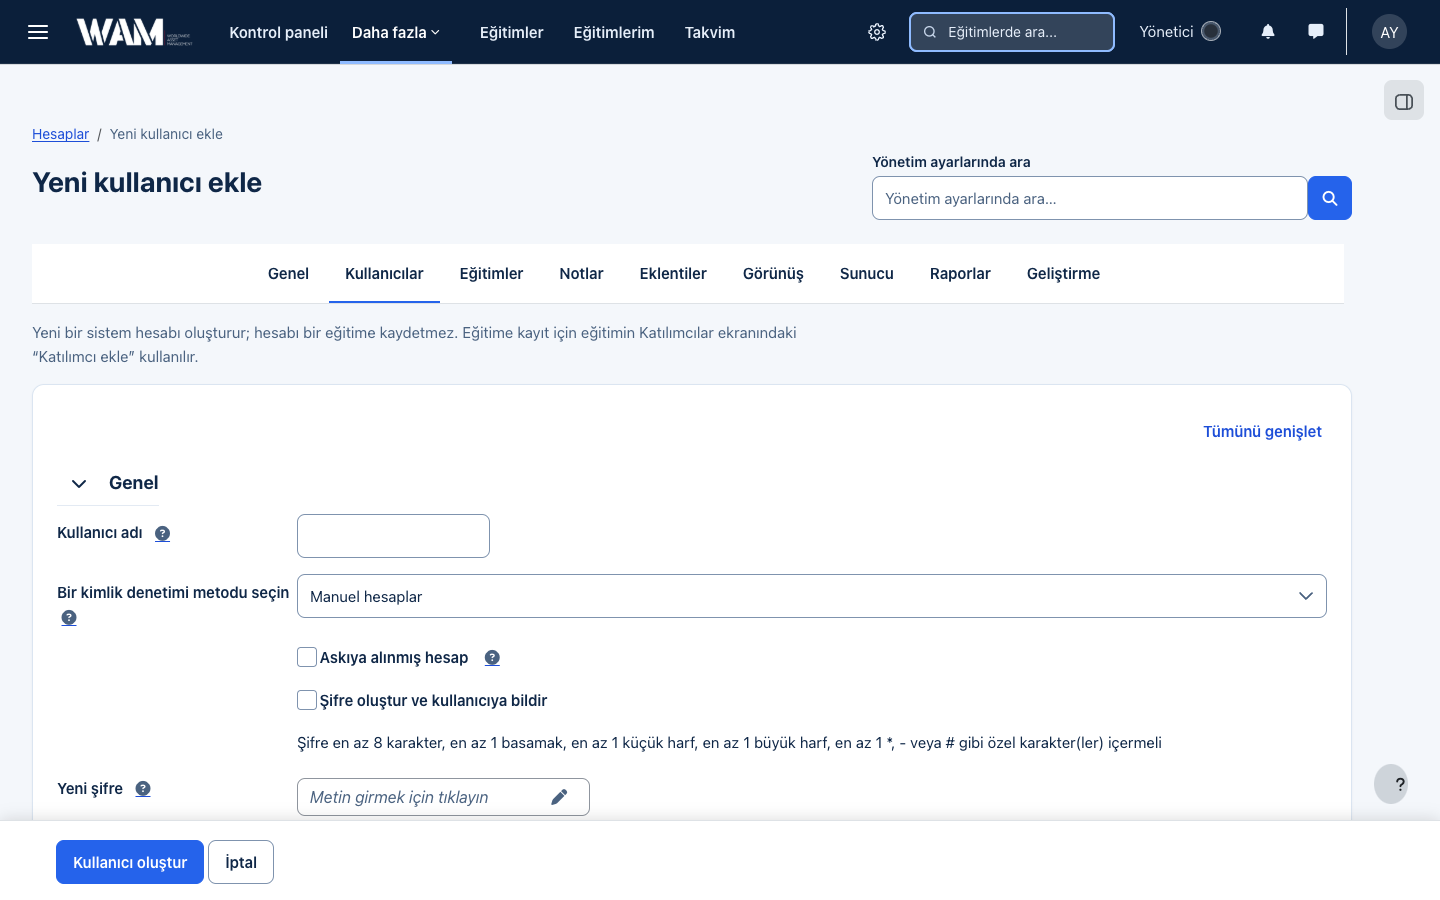 WAM
Kontrol paneli
Daha fazla
Eğitimler
Eğitimlerim
Takvim
Eğitimlerde ara...
Yönetici
AY
Hesaplar / Yeni kullanıcı ekle
Yeni kullanıcı ekle
Yönetim ayarlarında ara
Yönetim ayarlarında ara...
Genel
Kullanıcılar
Eğitimler
Notlar
Eklentiler
Görünüş
Sunucu
Raporlar
Geliştirme
Yeni bir sistem hesabı oluşturur; hesabı bir eğitime kaydetmez. Eğitime kayıt için eğitimin Katılımcılar ekranındaki
“Katılımcı ekle” kullanılır.
Tümünü genişlet
Genel
Kullanıcı adı ?
Bir kimlik denetimi metodu seçin
?
Manuel hesaplar
Askıya alınmış hesap ?
Şifre oluştur ve kullanıcıya bildir
Şifre en az 8 karakter, en az 1 basamak, en az 1 küçük harf, en az 1 büyük harf, en az 1 *, - veya # gibi özel karakter(ler) içermeli
Yeni şifre ?
Metin girmek için tıklayın
?
Kullanıcı oluştur
İptal